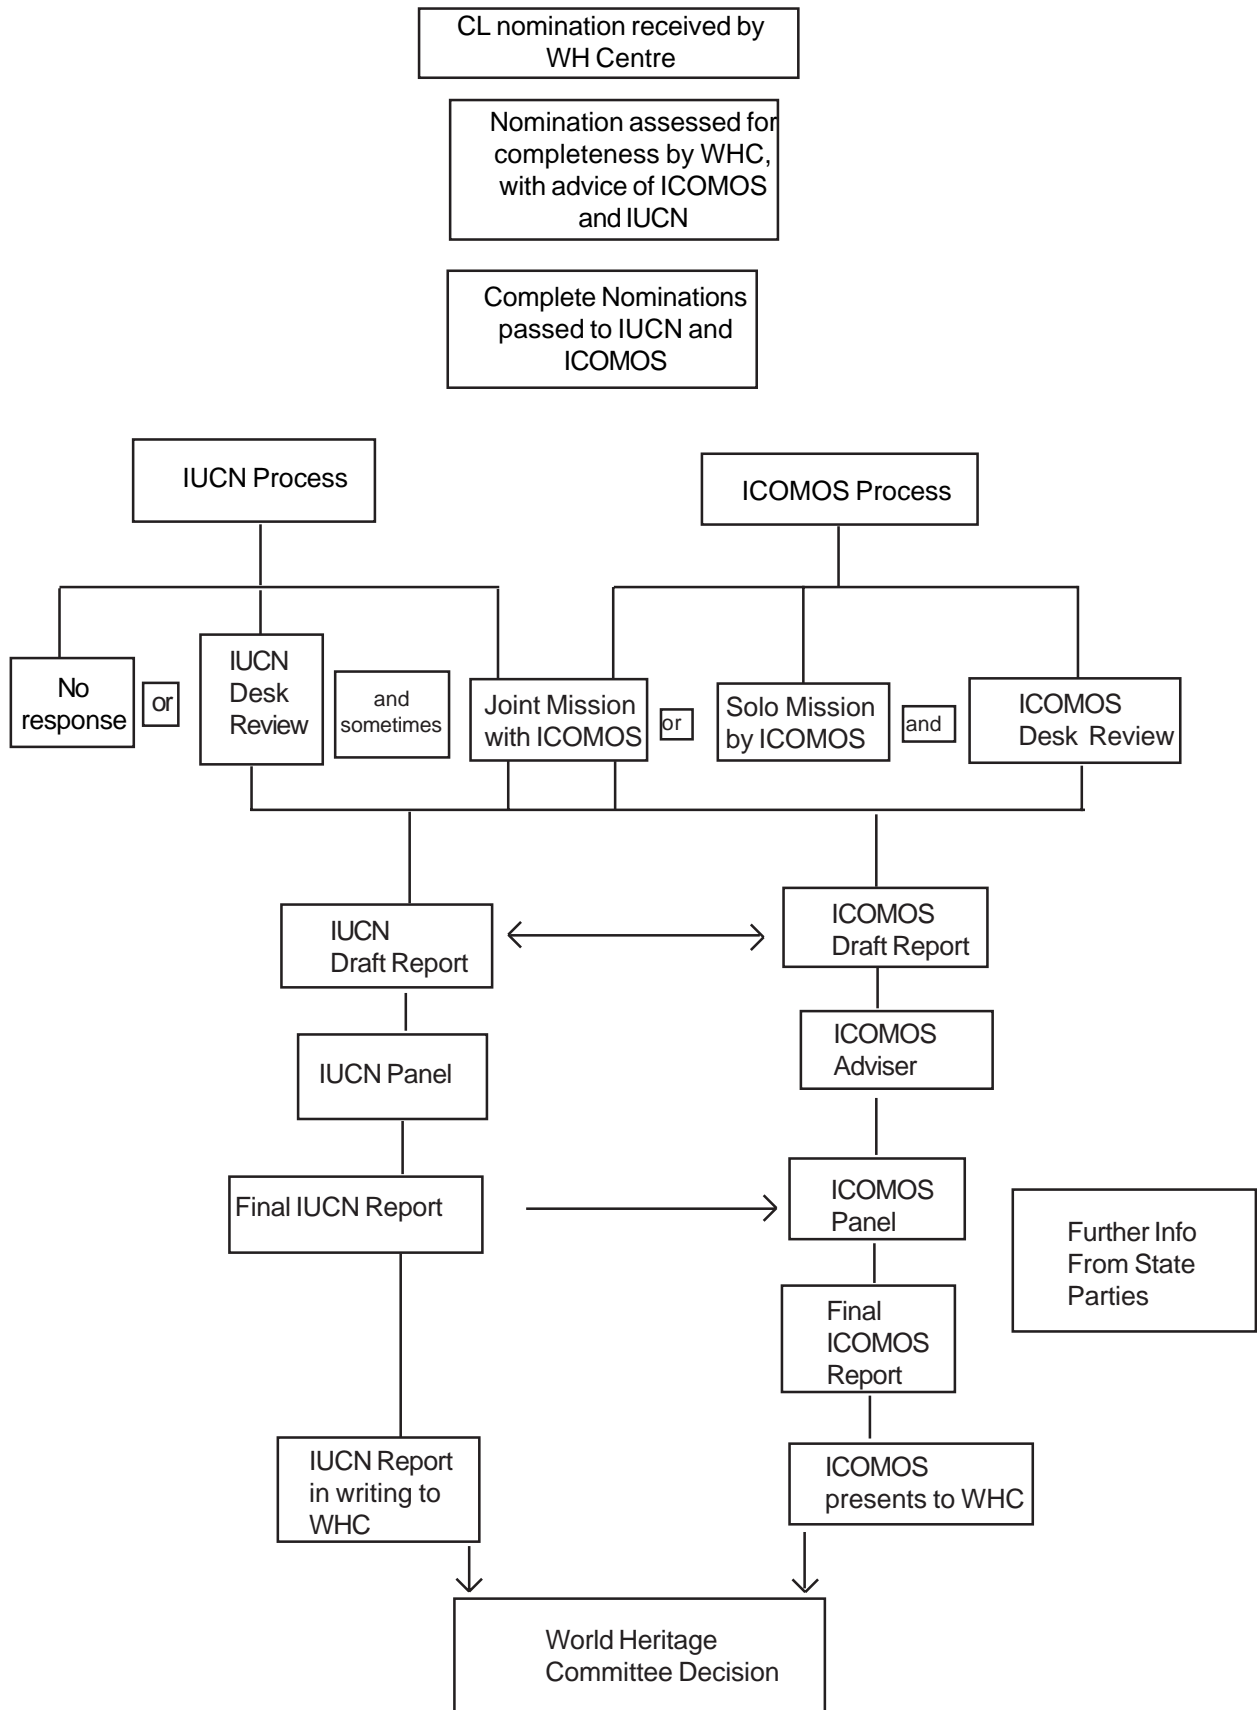 CL nomination received by
WH Centre
Nomination assessed for
completeness by WHC,
with advice of ICOMOS
and IUCN
Complete Nominations
passed to IUCN and
ICOMOS
IUCN Process
ICOMOS Process
No
response
or
IUCN
Desk
Review
and
sometimes
Joint Mission
with ICOMOS
or
Solo Mission
by ICOMOS
and
ICOMOS
Desk Review
IUCN
Draft Report
ICOMOS
Draft Report
IUCN Panel
ICOMOS
Adviser
Final IUCN Report
ICOMOS
Panel
Further Info
From State
Parties
Final
ICOMOS
Report
IUCN Report
in writing to
WHC
ICOMOS
presents to WHC
World Heritage
Committee Decision